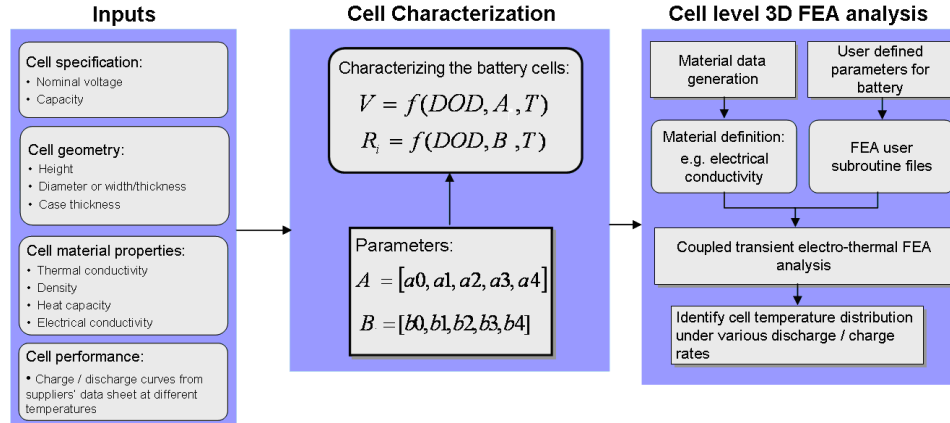 Inputs
Cell specification:
• Nominal voltage
• Capacity
Cell geometry:
• Height
• Diameter or width/thickness
• Case thickness
Cell material properties:
• Thermal conductivity
• Density
• Heat capacity
• Electrical conductivity
Cell performance:
• Charge / discharge curves from
suppliers' data sheet at different
temperatures
Cell Characterization
Characterizing the battery cells:
V = f(DOD, A ,T)
R_i = f(DOD, B ,T)
Parameters:
A = [a0, a1, a2, a3, a4]
B = [b0, b1, b2, b3, b4]
Cell level 3D FEA analysis
Material data
generation
User defined
parameters for
battery
Material definition:
e.g. electrical
conductivity
FEA user
subroutine files
Coupled transient electro-thermal FEA
analysis
Identify cell temperature distribution
under various discharge / charge
rates